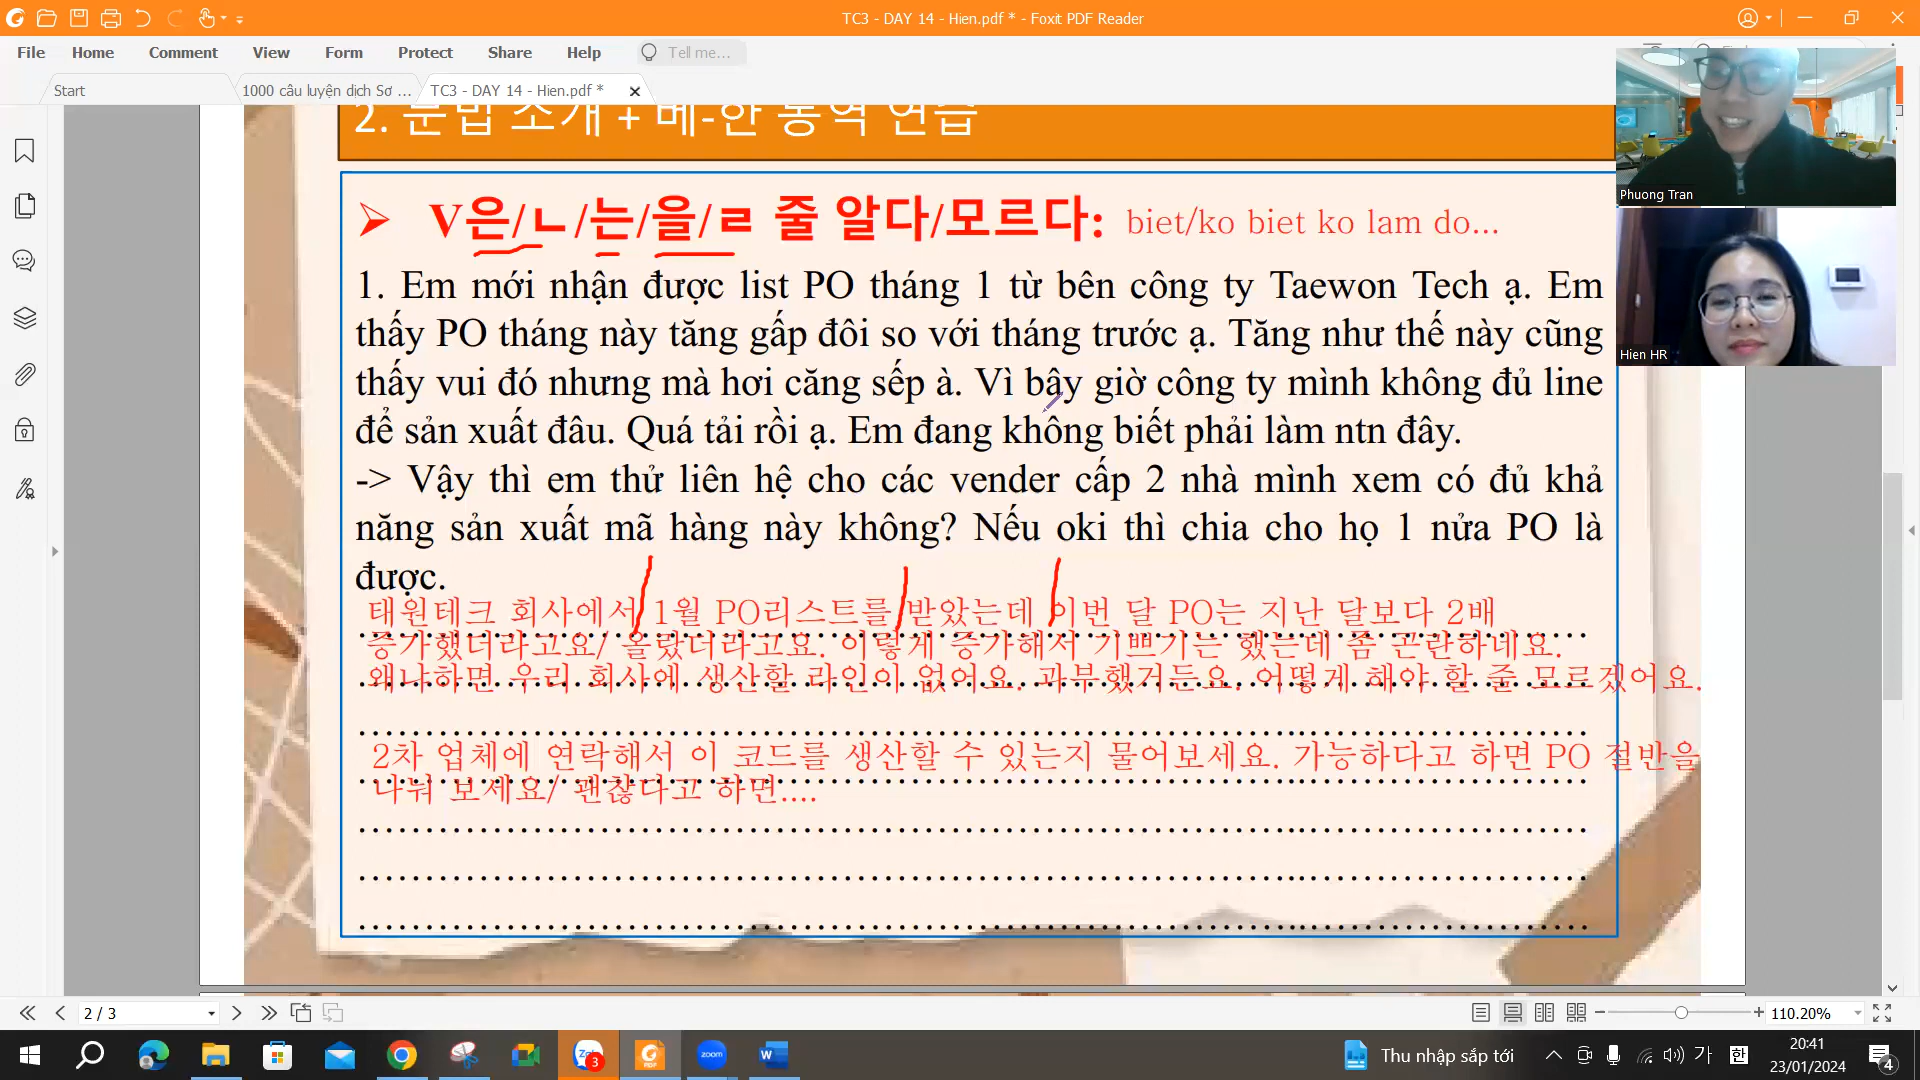 TC3 - DAY 14 - Hien.pdf * - Foxit PDF Reader
File Home Comment View Form Protect Share Help Tell me...
Start 1000 câu luyện dịch Sơ ... TC3 - DAY 14 - Hien.pdf *
2. 문법 소개 + 베-한 통역 연습
Phuong Tran
Hien HR
V은/ㄴ/는/을/ㄹ 줄 알다/모르다: biet/ko biet ko lam do...
1. Em mới nhận được list PO tháng 1 từ bên công ty Taewon Tech ạ. Em
thấy PO tháng này tăng gấp đôi so với tháng trước ạ. Tăng như thế này cũng
thấy vui đó nhưng mà hơi căng sếp à. Vì bây giờ công ty mình không đủ line
để sản xuất đâu. Quá tải rồi ạ. Em đang không biết phải làm ntn đây.
-> Vậy thì em thử liên hệ cho các vender cấp 2 nhà mình xem có đủ khả
năng sản xuất mã hàng này không? Nếu oki thì chia cho họ 1 nửa PO là
được.
태원테크 회사에서 1월 PO리스트를 받았는데 이번 달 PO는 지난 달보다 2배
증가했더라고요/ 올랐더라고요. 이렇게 증가해서 기쁘기는 했는데 좀 곤란하네요.
왜냐하면 우리 회사에 생산할 라인이 없어요. 과부했거든요. 어떻게 해야 할 줄 모르겠어요.
2차 업체에 연락해서 이 코드를 생산할 수 있는지 물어보세요. 가능하다고 하면 PO 절반을
나눠 보세요/ 괜찮다고 하면....
2 / 3
110.20%
Thu nhập sắp tới
가 한
20:41
23/01/2024
3
zoom
4